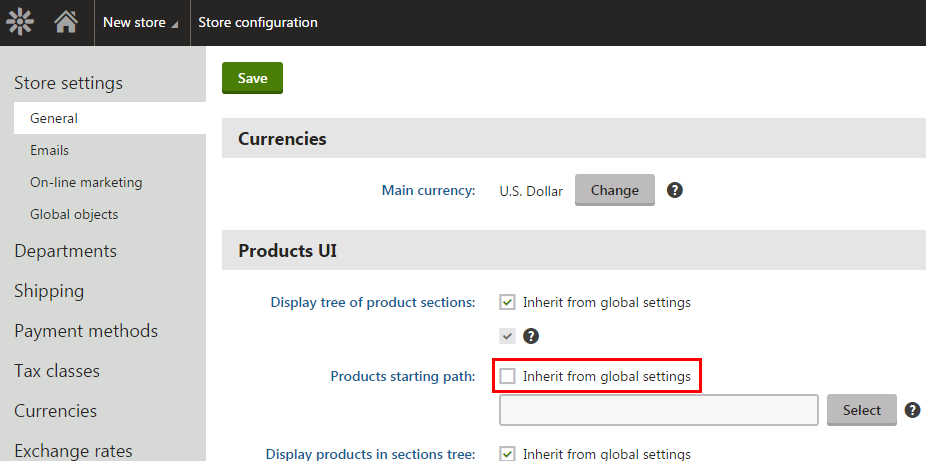 New store Store configuration
Store settings
General
Emails
On-line marketing
Global objects
Departments
Shipping
Payment methods
Tax classes
Currencies
Exchange rates
Save
Currencies
Main currency: U.S. Dollar Change ?
Products UI
Display tree of product sections: Inherit from global settings
?
Products starting path: Inherit from global settings
Select ?
Display products in sections tree: Inherit from global settings